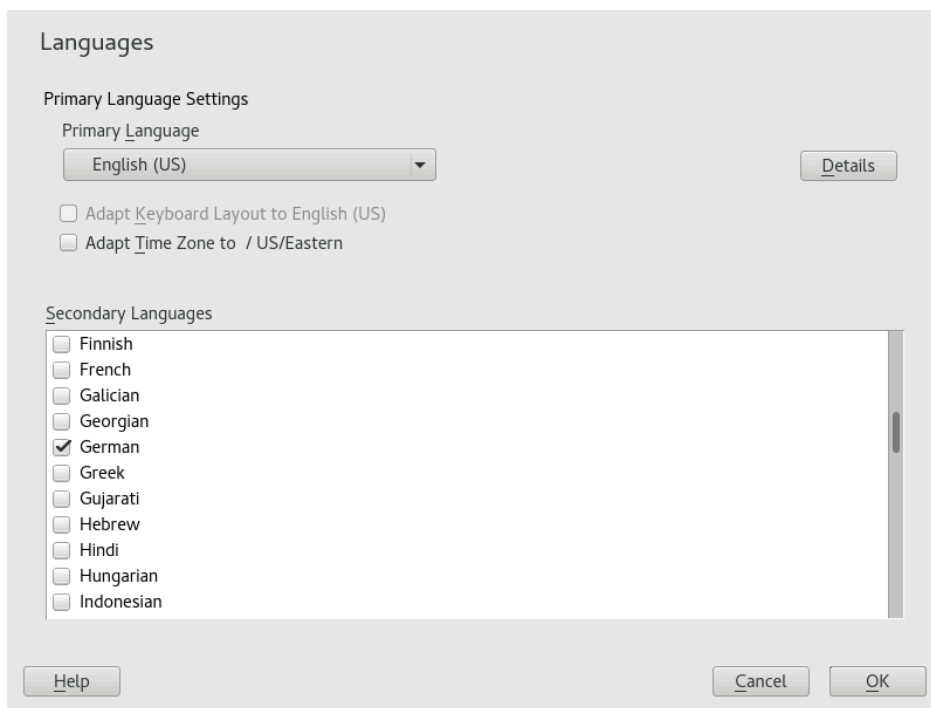 Languages
Primary Language Settings
Primary Language
English (US)
Details
Adapt Keyboard Layout to English (US)
Adapt Time Zone to / US/Eastern
Secondary Languages
Finnish
French
Galician
Georgian
German
Greek
Gujarati
Hebrew
Hindi
Hungarian
Indonesian
Help
Cancel
OK